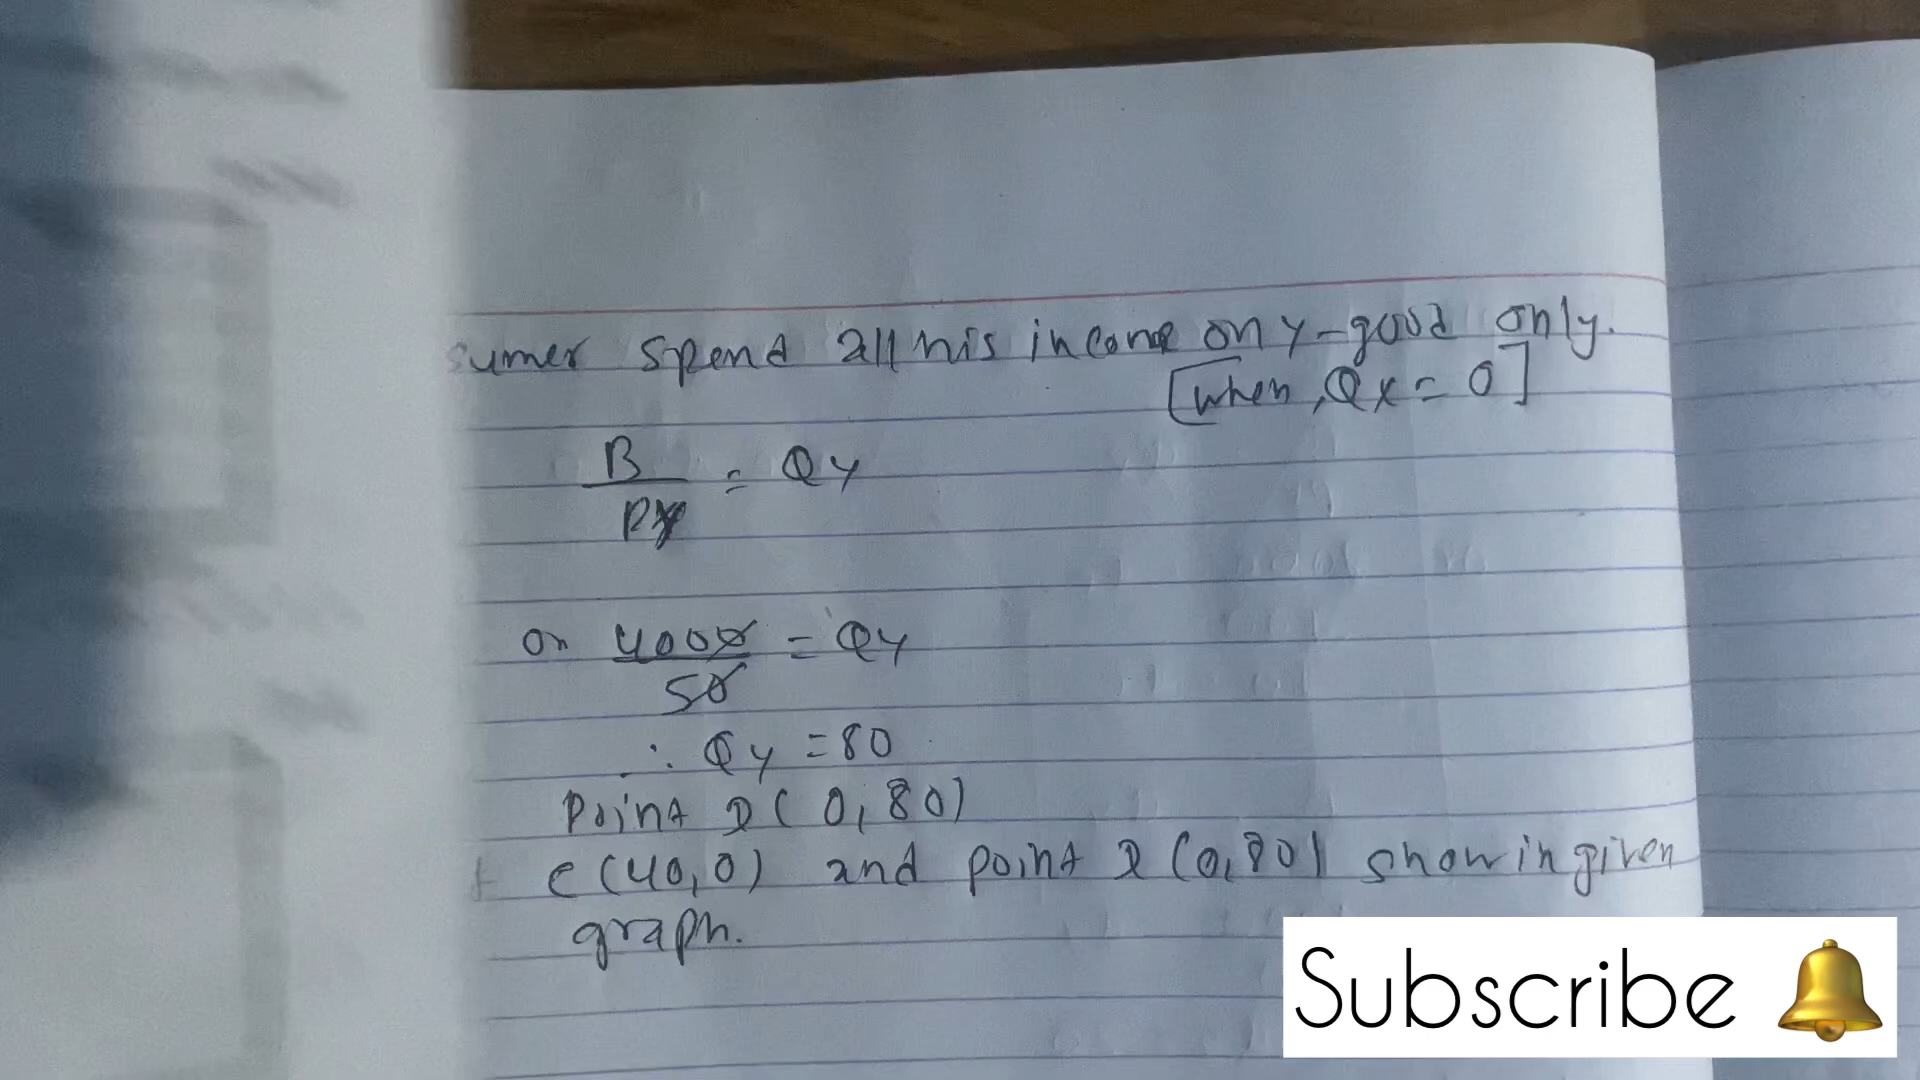 sumer spend all his income on y-good only.
[when, Qx = 0]
B
= Qy
Py
or 4000 = Qy
50
∴ Qy = 80
Point D(0,80)
C(40,0) and point D(0,80) show in given
graph.
Subscribe